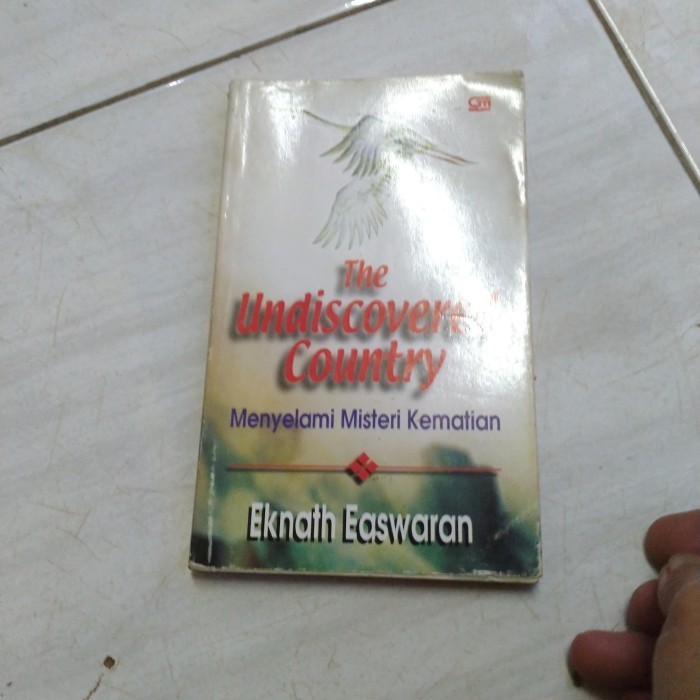 The
Undiscovered
Country
Menyelami Misteri Kematian
Eknath Easwaran